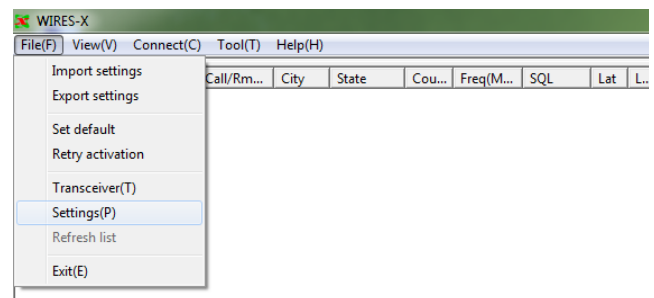 WIRES-X
File(F) View(V) Connect(C) Tool(T) Help(H)
Call/Rm... City State Cou... Freq(M... SQL Lat L...
Import settings
Export settings
Set default
Retry activation
Transceiver(T)
Settings(P)
Refresh list
Exit(E)